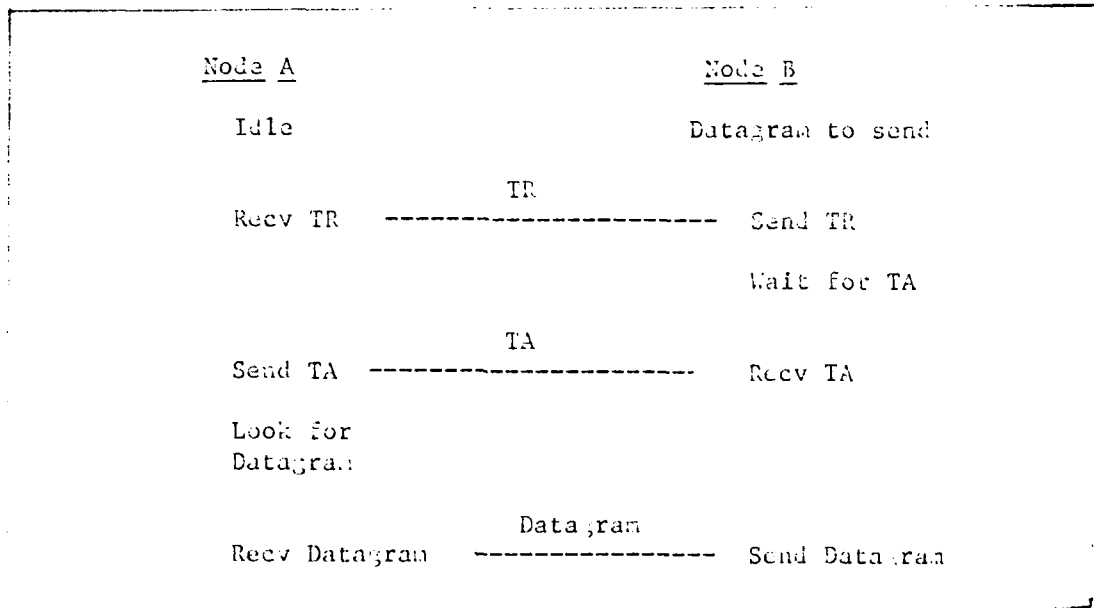 Node A Node B
Idle Datagram to send
TR
Recv TR -------------------- Send TR
Wait for TA
TA
Send TA -------------------- Recv TA
Look for
Datagram
Datagram
Recv Datagram --------------- Send Datagram